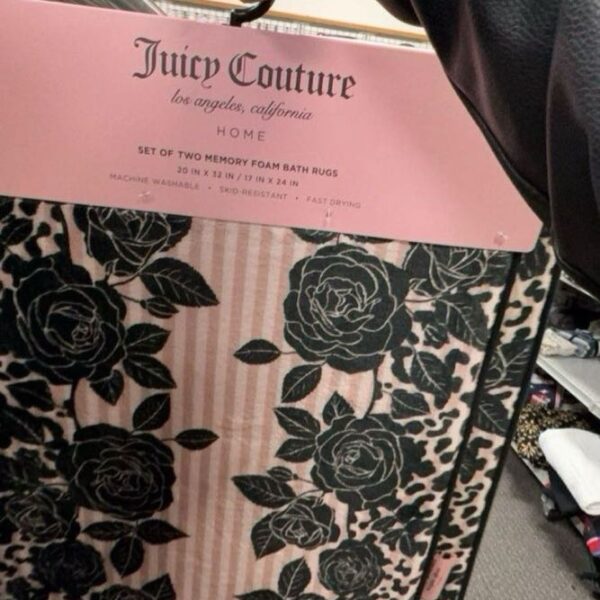 Juicy Couture
los angeles, california
HOME
SET OF TWO MEMORY FOAM BATH RUGS
20 IN X 32 IN / 17 IN X 24 IN
MACHINE WASHABLE • SKID-RESISTANT • FAST DRYING